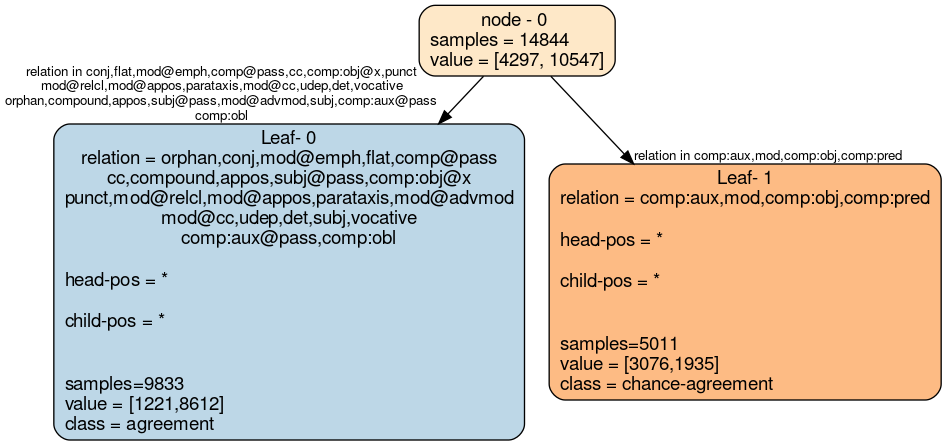 node - 0
samples = 14844
value = [4297, 10547]
relation in conj,flat,mod@emph,comp@pass,cc,comp:obj@x,punct
mod@relcl,mod@appos,parataxis,mod@cc,udep,det,vocative
orphan,compound,appos,subj@pass,mod@advmod,subj,comp:aux@pass
comp:obl
Leaf- 0
relation = orphan,conj,mod@emph,flat,comp@pass
cc,compound,appos,subj@pass,comp:obj@x
punct,mod@relcl,mod@appos,parataxis,mod@advmod
mod@cc,udep,det,subj,vocative
comp:aux@pass,comp:obl
head-pos = *
child-pos = *
samples=9833
value = [1221,8612]
class = agreement
relation in comp:aux,mod,comp:obj,comp:pred
Leaf- 1
relation = comp:aux,mod,comp:obj,comp:pred
head-pos = *
child-pos = *
samples=5011
value = [3076,1935]
class = chance-agreement